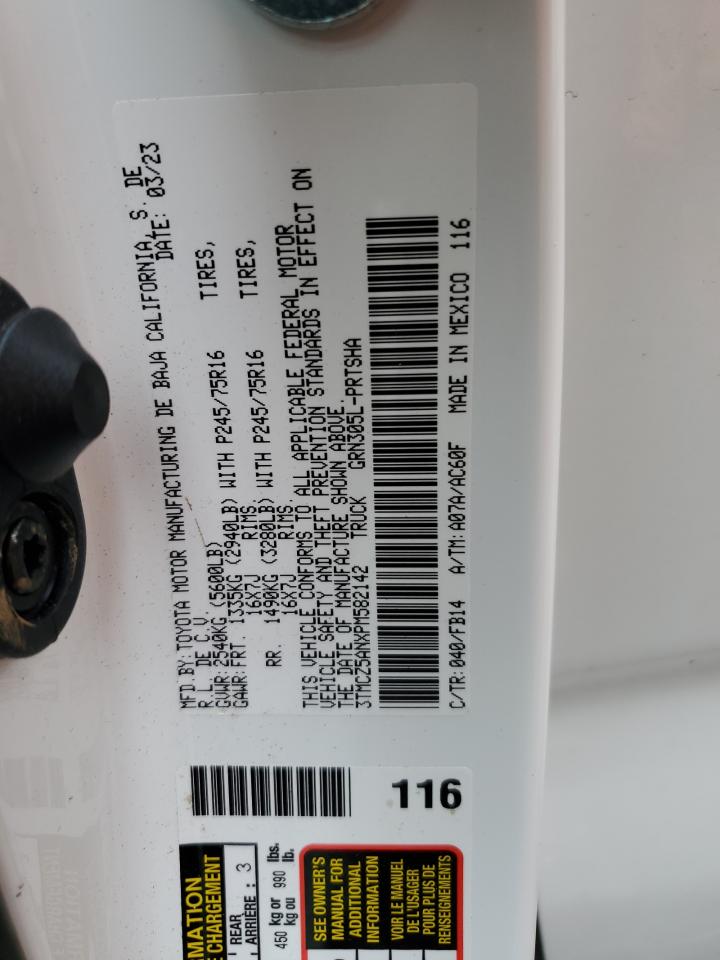 MFD.BY:TOYOTA MOTOR MANUFACTURING DE BAJA CALIFORNIA, S. DE
R.L. DE C.V. DATE: 03/23
GVWR:2540KG (5600LB)
GAWR:FRT. 1335KG (2940LB) WITH P245/75R16 TIRES,
16X7J RIMS.
RR. 1490KG (3280LB) WITH P245/75R16 TIRES,
16X7J RIMS.
THIS VEHICLE CONFORMS TO ALL APPLICABLE FEDERAL MOTOR
VEHICLE SAFETY AND THEFT PREVENTION STANDARDS IN EFFECT ON
THE DATE OF MANUFACTURE SHOWN ABOVE.
3TMCZ5ANXPM582142 TRUCK GRN305L-PRTSHA
C/TR:040/FB14 A/TM:A07A/AC60F MADE IN MEXICO 116
116
REAR
ARRIÈRE : 3
450 kg or 990 lbs.
kg ou lb.
SEE OWNER'S
MANUAL FOR
ADDITIONAL
INFORMATION
VOIR LE MANUEL
DE L'USAGER
POUR PLUS DE
RENSEIGNEMENTS